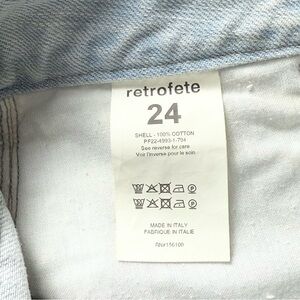 retrofete
24
SHELL - 100% COTTON
PF22-4993-1-794
See reverse for care
Voir l'inverse pour le soin
MADE IN ITALY
FABRIQUE EN ITALIE